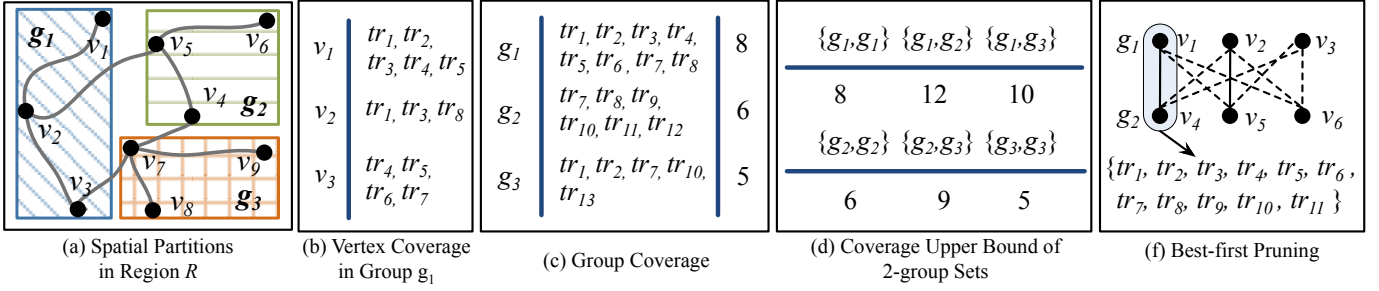 g1
v1
v2
v3
v5
v6
v4
g2
v7
v9
v8
g3
(a) Spatial Partitions
in Region R
v1
tr1, tr2,
tr3, tr4, tr5
v2
tr1, tr3, tr8
v3
tr4, tr5,
tr6, tr7
(b) Vertex Coverage
in Group g1
g1
tr1, tr2, tr3, tr4,
tr5, tr6, tr7, tr8
8
g2
tr7, tr8, tr9,
tr10, tr11, tr12
6
g3
tr1, tr2, tr7, tr10,
tr13
5
(c) Group Coverage
{g1,g1} {g1,g2} {g1,g3}
8 12 10
{g2,g2} {g2,g3} {g3,g3}
6 9 5
(d) Coverage Upper Bound of
2-group Sets
g1 v1 v2 v3
g2 v4 v5 v6
{tr1, tr2, tr3, tr4, tr5, tr6,
tr7, tr8, tr9, tr10, tr11 }
(f) Best-first Pruning